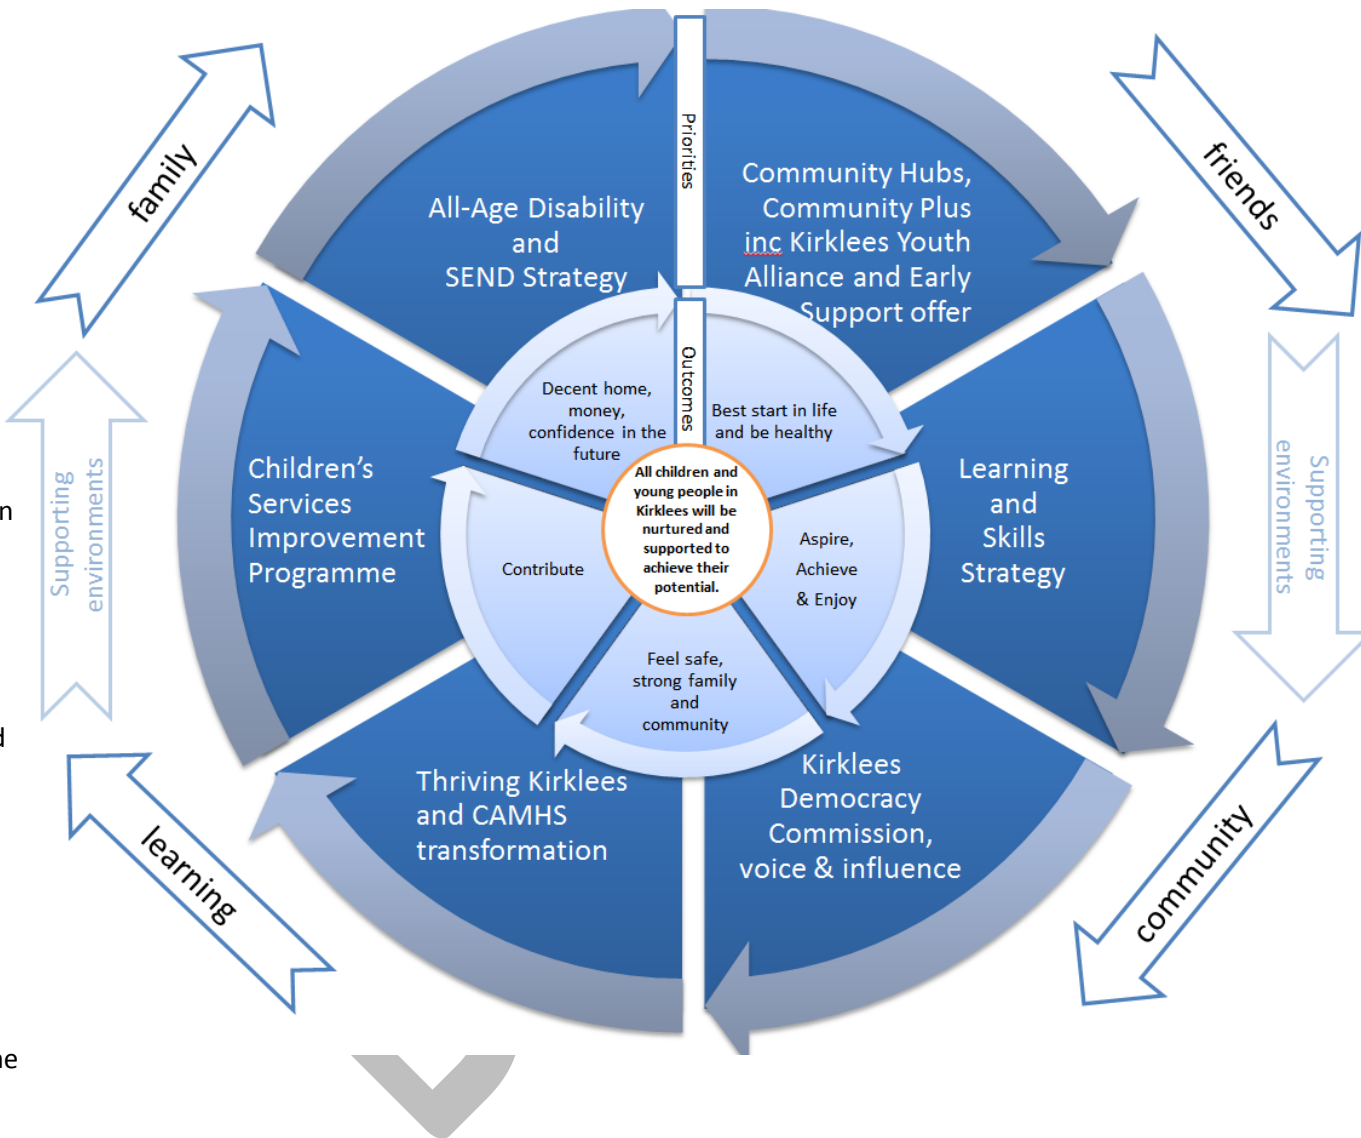 family
friends
Priorities
All-Age Disability
and
SEND Strategy
Community Hubs,
Community Plus
inc Kirklees Youth
Alliance and Early
Support offer
Outcomes
Decent home,
money,
confidence in the
future
Best start in life
and be healthy
All children and
young people in
Kirklees will be
nurtured and
supported to
achieve their
potential.
Children’s
Services
Improvement
Programme
Contribute
Aspire,
Achieve
& Enjoy
Learning
and
Skills
Strategy
Supporting
environments
Supporting
environments
Feel safe,
strong family
and
community
Thriving Kirklees
and CAMHS
transformation
Kirklees
Democracy
Commission,
voice & influence
learning
community